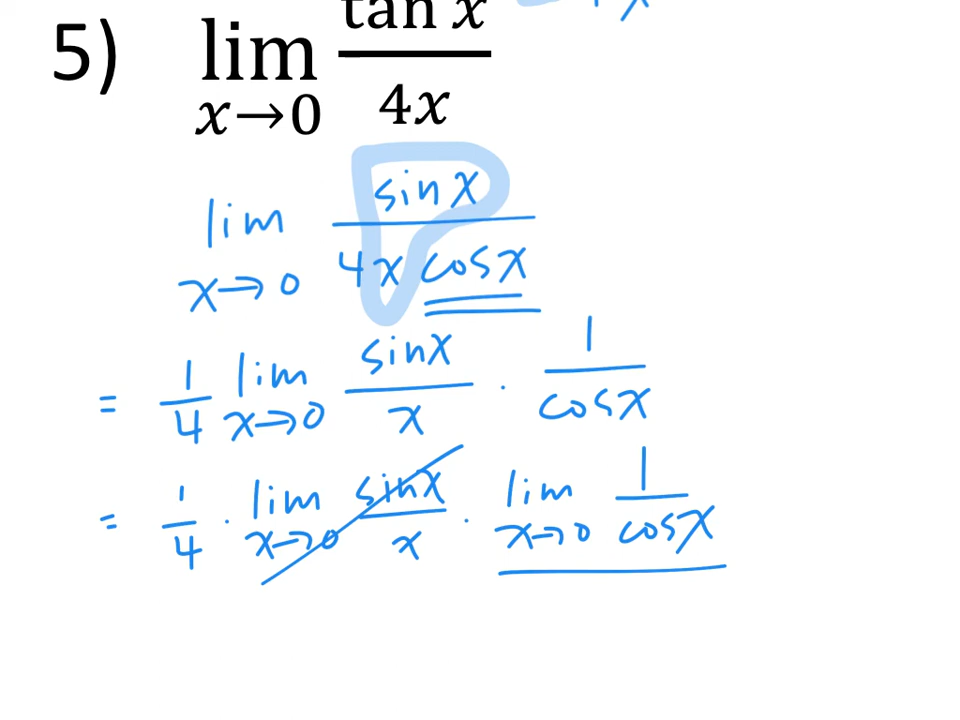 5) lim x→0 tan x / 4x
lim x→0 sin x / 4x cos x
= 1/4 lim x→0 sin x / x · 1 / cos x
= 1/4 · lim x→0 sin x / x · lim x→0 1 / cos x